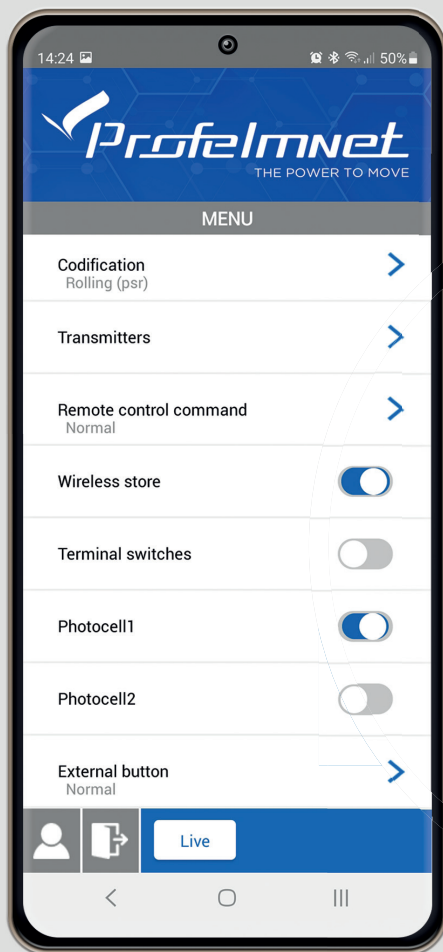 14:24
50%
Profelmnet
THE POWER TO MOVE
MENU
Codification
Rolling (psr)
Transmitters
Remote control command
Normal
Wireless store
Terminal switches
Photocell1
Photocell2
External button
Normal
Live